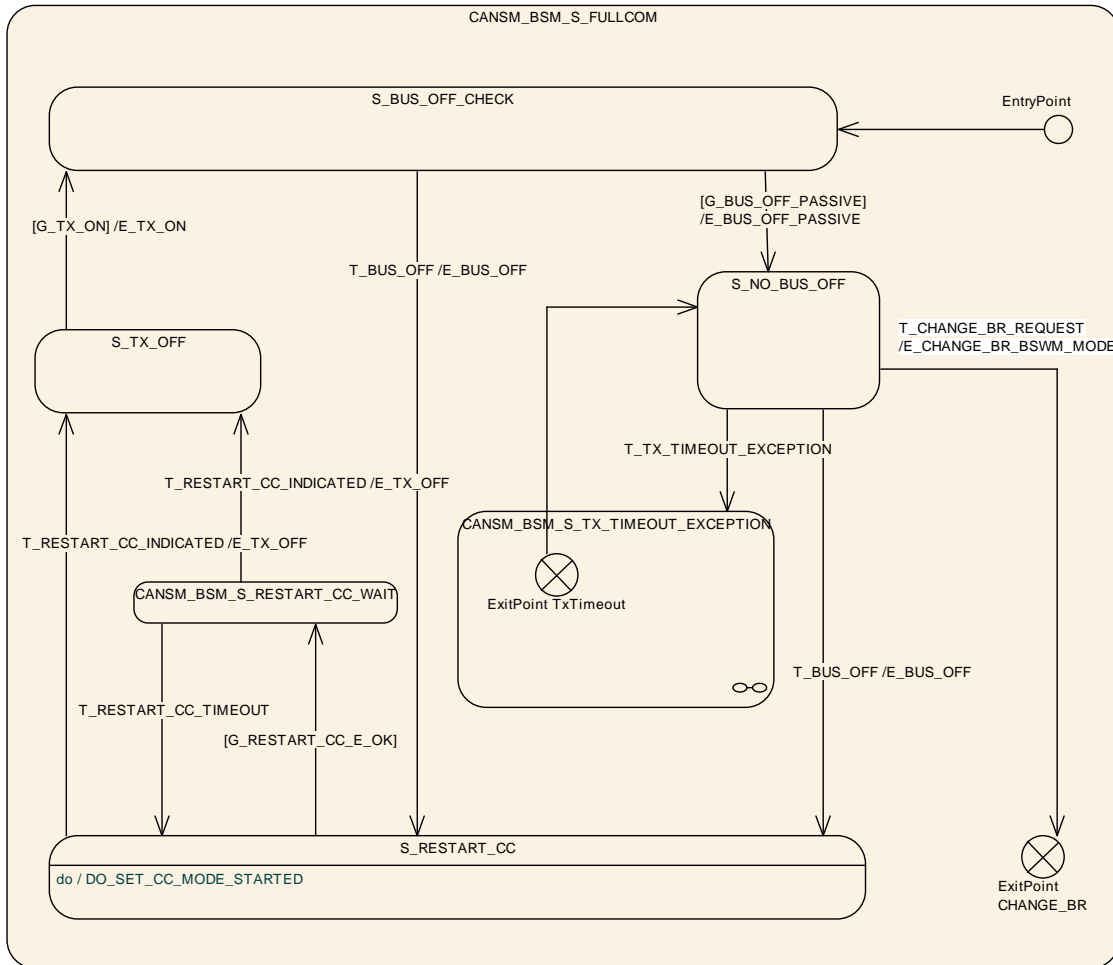 CANSM_BSM_S_FULLCOM
S_BUS_OFF_CHECK
EntryPoint
[G_BUS_OFF_PASSIVE]
/E_BUS_OFF_PASSIVE
[G_TX_ON] /E_TX_ON
T_BUS_OFF /E_BUS_OFF
S_NO_BUS_OFF
T_CHANGE_BR_REQUEST
/E_CHANGE_BR_BSWM_MODE
S_TX_OFF
T_TX_TIMEOUT_EXCEPTION
T_RESTART_CC_INDICATED /E_TX_OFF
CANSM_BSM_S_TX_TIMEOUT_EXCEPTION
T_RESTART_CC_INDICATED /E_TX_OFF
CANSM_BSM_S_RESTART_CC_WAIT
ExitPoint TxTimeout
T_BUS_OFF /E_BUS_OFF
T_RESTART_CC_TIMEOUT
[G_RESTART_CC_E_OK]
S_RESTART_CC
do / DO_SET_CC_MODE_STARTED
ExitPoint
CHANGE_BR